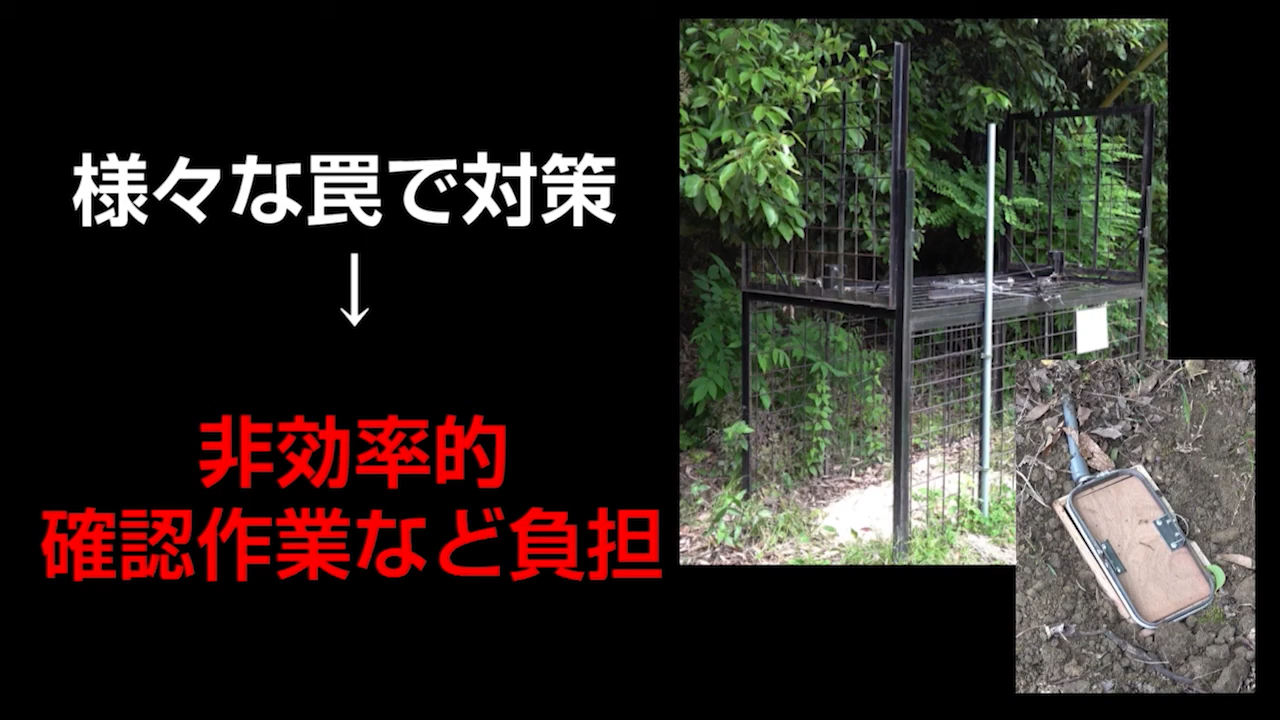 様々な罠で対策
↓
非効率的
確認作業など負担